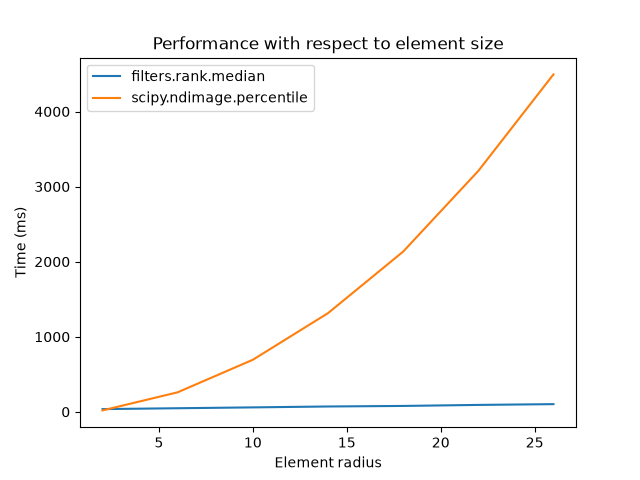 Performance with respect to element size
filters.rank.median
scipy.ndimage.percentile
Time (ms)
4000
3000
2000
1000
0
5
10
15
20
25
Element radius